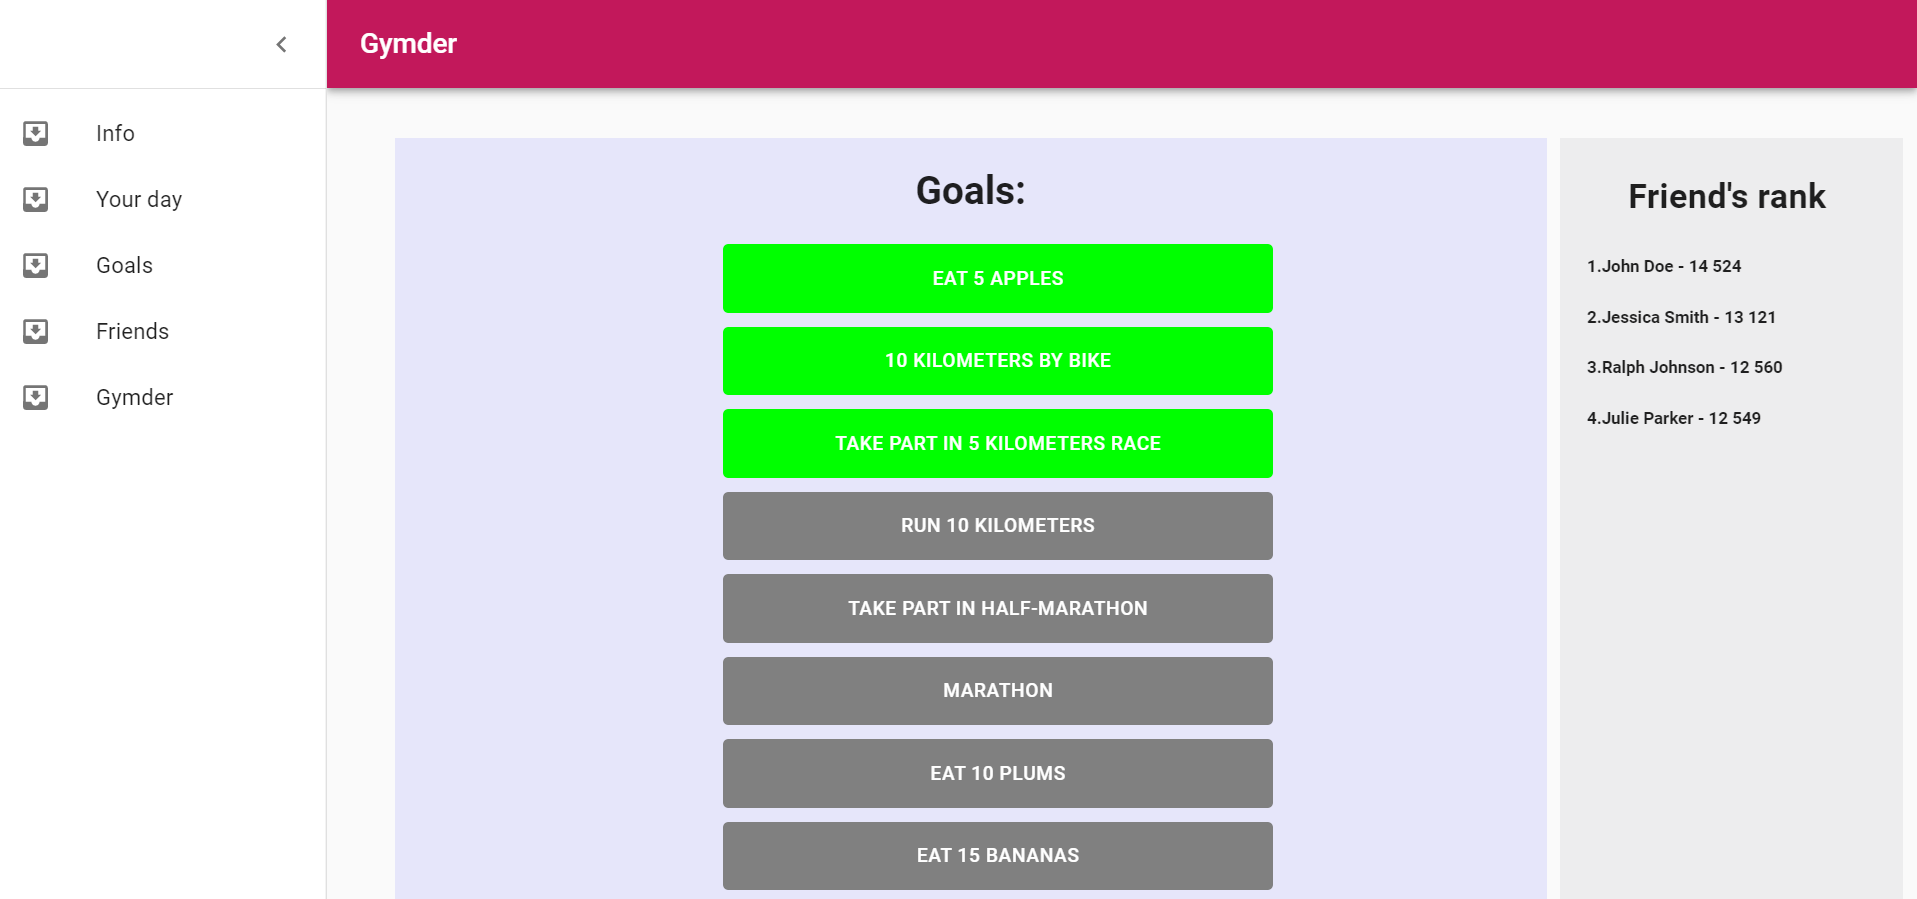 Gymder
Info
Your day
Goals
Friends
Gymder
Goals:
EAT 5 APPLES
10 KILOMETERS BY BIKE
TAKE PART IN 5 KILOMETERS RACE
RUN 10 KILOMETERS
TAKE PART IN HALF-MARATHON
MARATHON
EAT 10 PLUMS
EAT 15 BANANAS
Friend's rank
1.John Doe - 14 524
2.Jessica Smith - 13 121
3.Ralph Johnson - 12 560
4.Julie Parker - 12 549